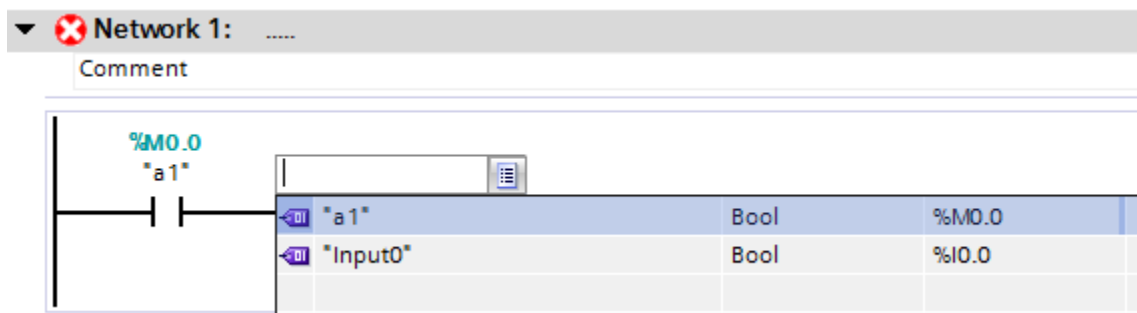 Network 1: .....
Comment
%M0.0
"a1"
"a1" Bool %M0.0
"Input0" Bool %I0.0